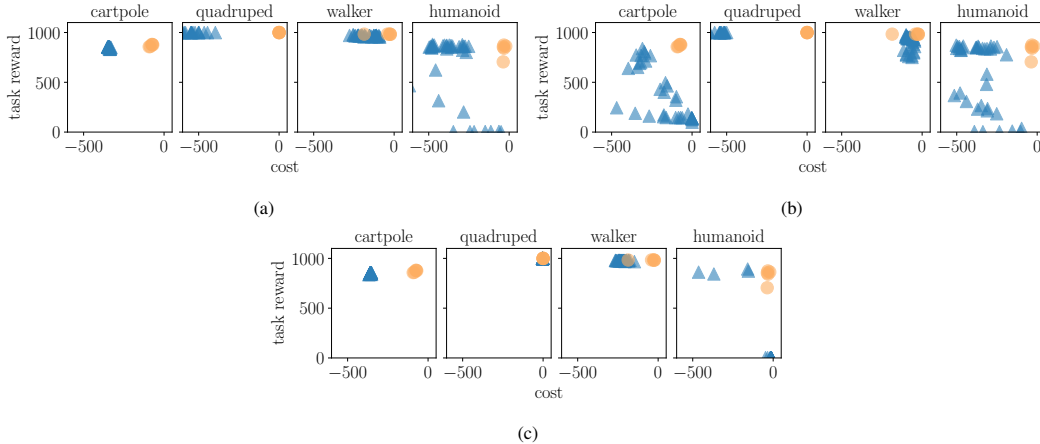 cartpole quadruped walker humanoid
1000
500
0
task reward
−500 0 −500 0 −500 0 −500 0
cost
(a)
cartpole quadruped walker humanoid
1000
500
0
task reward
−500 0 −500 0 −500 0 −500 0
cost
(b)
cartpole quadruped walker humanoid
1000
500
0
task reward
−500 0 −500 0 −500 0 −500 0
cost
(c)